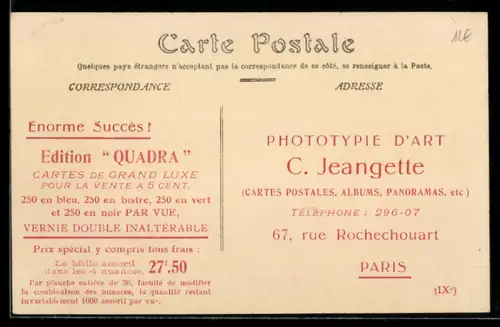 Carte Postale
12€
Quelques pays étrangers n'acceptant pas la correspondance de ce côté, se renseigner à la Poste.
CORRESPONDANCE
ADRESSE
Enorme Succès!
Edition "QUADRA"
CARTES DE GRAND LUXE
POUR LA VENTE A 5 CENT.
250 en bleu, 250 en bistre, 250 en vert
et 250 en noir PAR VUE,
VERNIE DOUBLE INALTÉRABLE
Prix spécial y compris tous frais :
Le Mille assorti
dans les 4 nuances, 27f.50
Par planche entière de 36, faculté de modifier
la combinaison des nuances, la quantité restant
invariablement 1000 assorti par vue.
PHOTOTYPIE D'ART
C. Jeangette
(CARTES POSTALES, ALBUMS, PANORAMAS, etc)
TÉLÉPHONE : 296-07
67, rue Rochechouart
PARIS
(IXe)